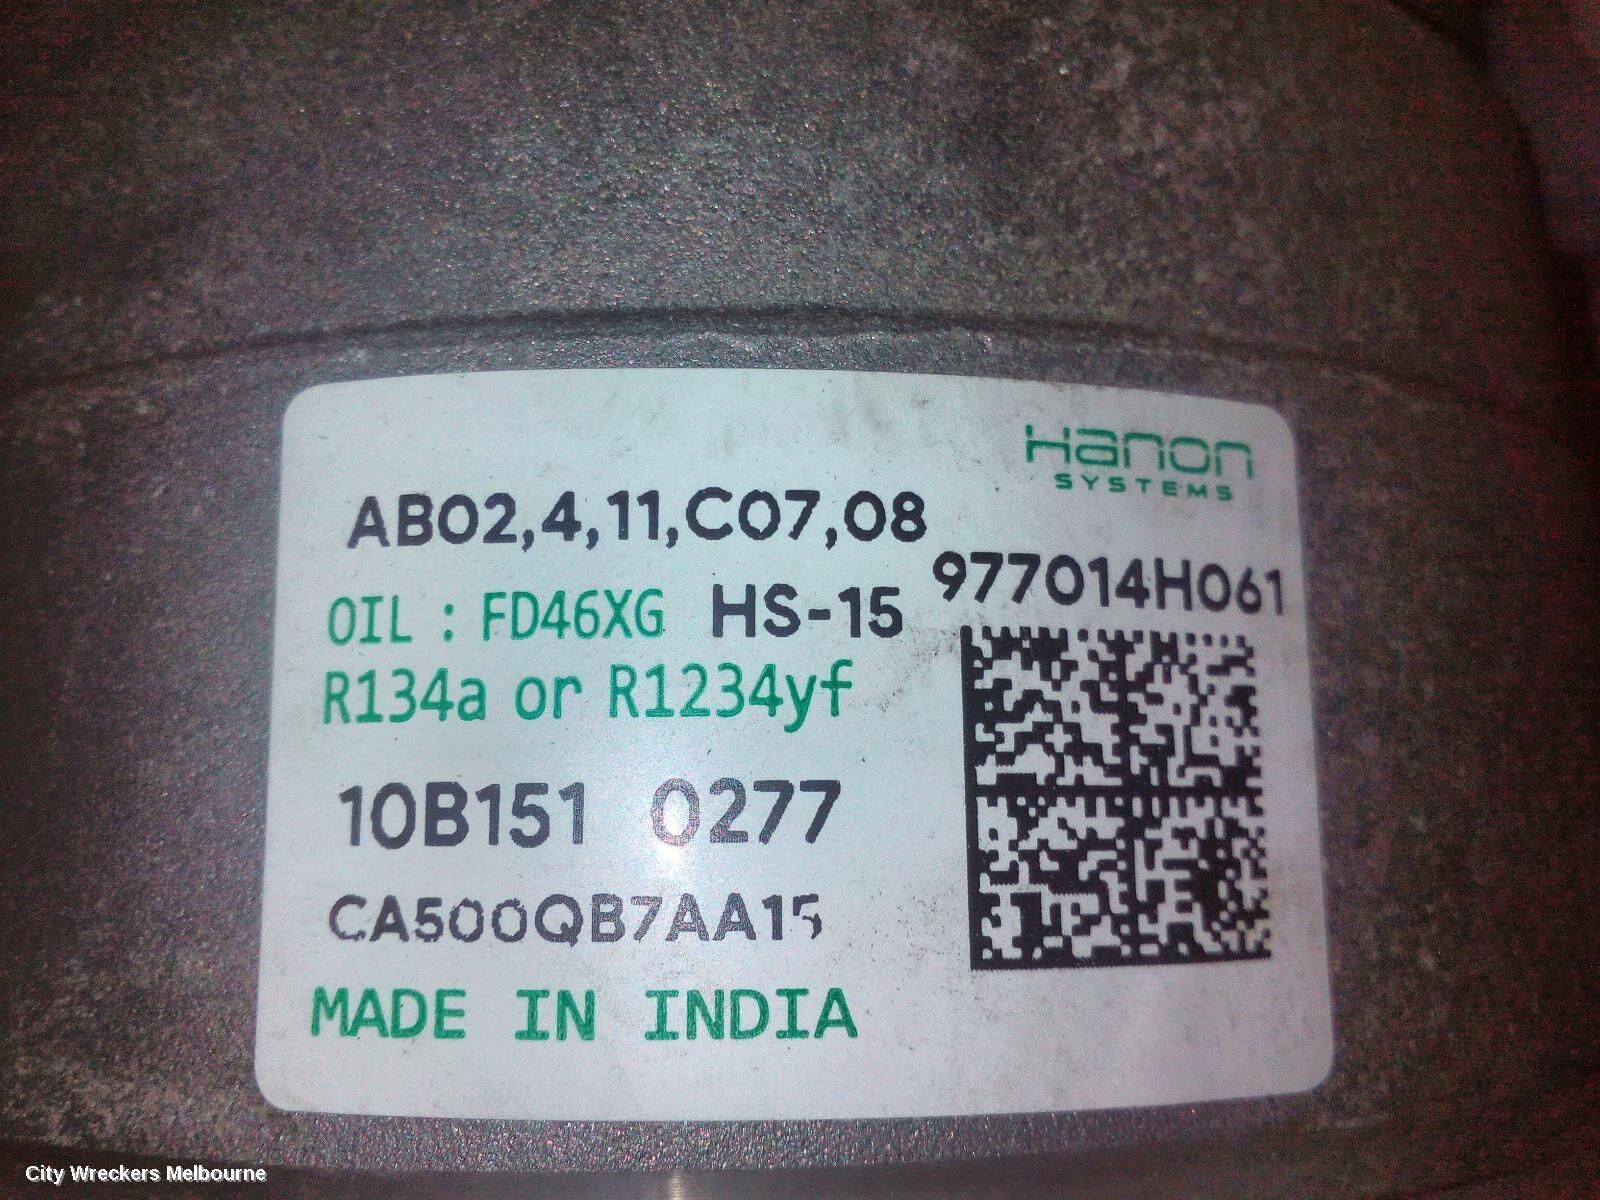 Hanon
SYSTEMS
AB02,4,11,C07,08
977014H061
OIL : FD46XG HS-15
R134a or R1234yf
10B151 0277
CA500QB7AA15
MADE IN INDIA
City Wreckers Melbourne